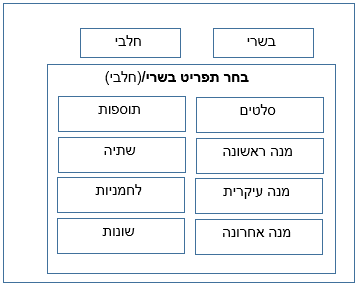 בשרי
חלבי
בחר תפריט בשרי/(חלבי)
סלטים
תוספות
מנה ראשונה
שתיה
מנה עיקרית
לחמניות
מנה אחרונה
שונות